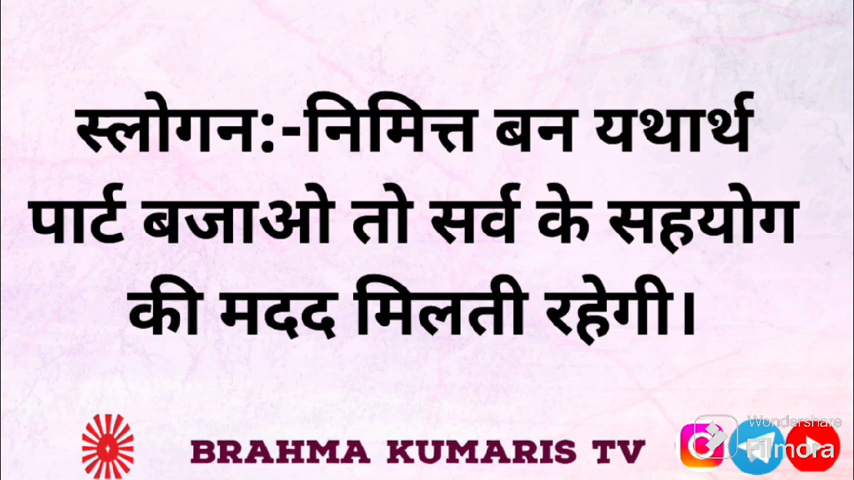 स्लोगन:-निमित्त बन यथार्थ
पार्ट बजाओ तो सर्व के सहयोग
की मदद मिलती रहेगी।
BRAHMA KUMARIS TV
Wondershare
Filmora